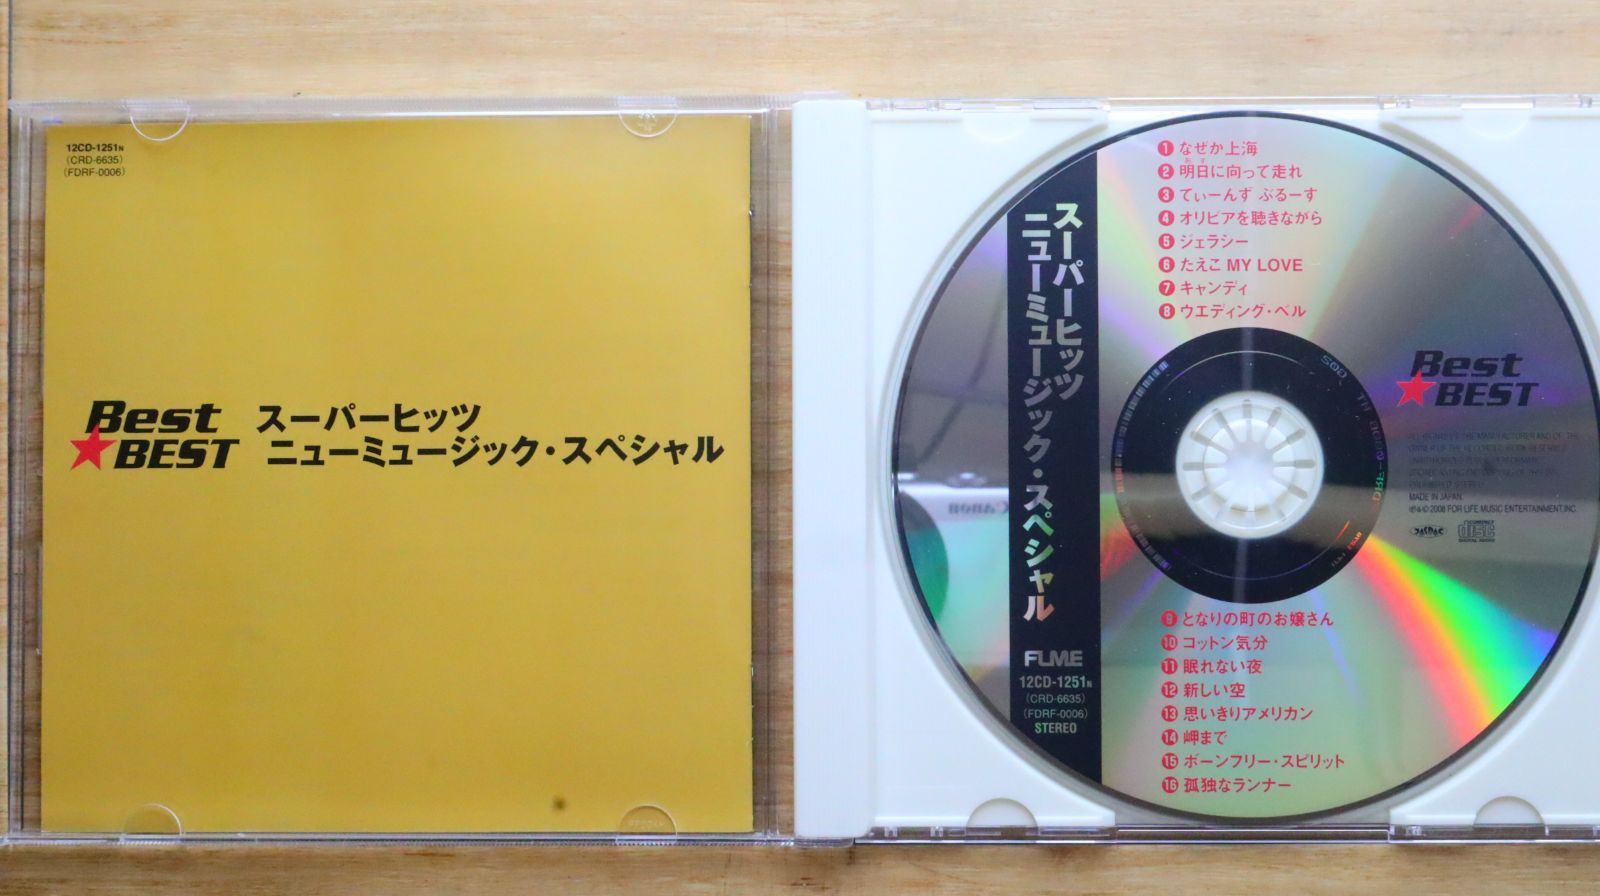 12CD-1251N
(CRD-6635)
(FDRF-0006)
Best
★BEST
スーパーヒッツ
ニューミュージック・スペシャル
スーパーヒッツ
ニューミュージック・スペシャル
FLME
12CD-1251N
(CRD-6635)
(FDRF-0006)
STEREO
1 なぜか上海
2 明日に向って走れ
3 てぃーんず ぶるーす
4 オリビアを聴きながら
5 ジェラシー
6 たえこ MY LOVE
7 キャンディ
8 ウエディング・ベル
Best
★BEST
MADE IN JAPAN.
℗&© 2008 FOR LIFE MUSIC ENTERTAINMENT,INC.
JASRAC
COMPACT
disc
DIGITAL AUDIO
9 となりの町のお嬢さん
10 コットン気分
11 眠れない夜
12 新しい空
13 思いきりアメリカン
14 岬まで
15 ボーンフリー・スピリット
16 孤独なランナー
Canon